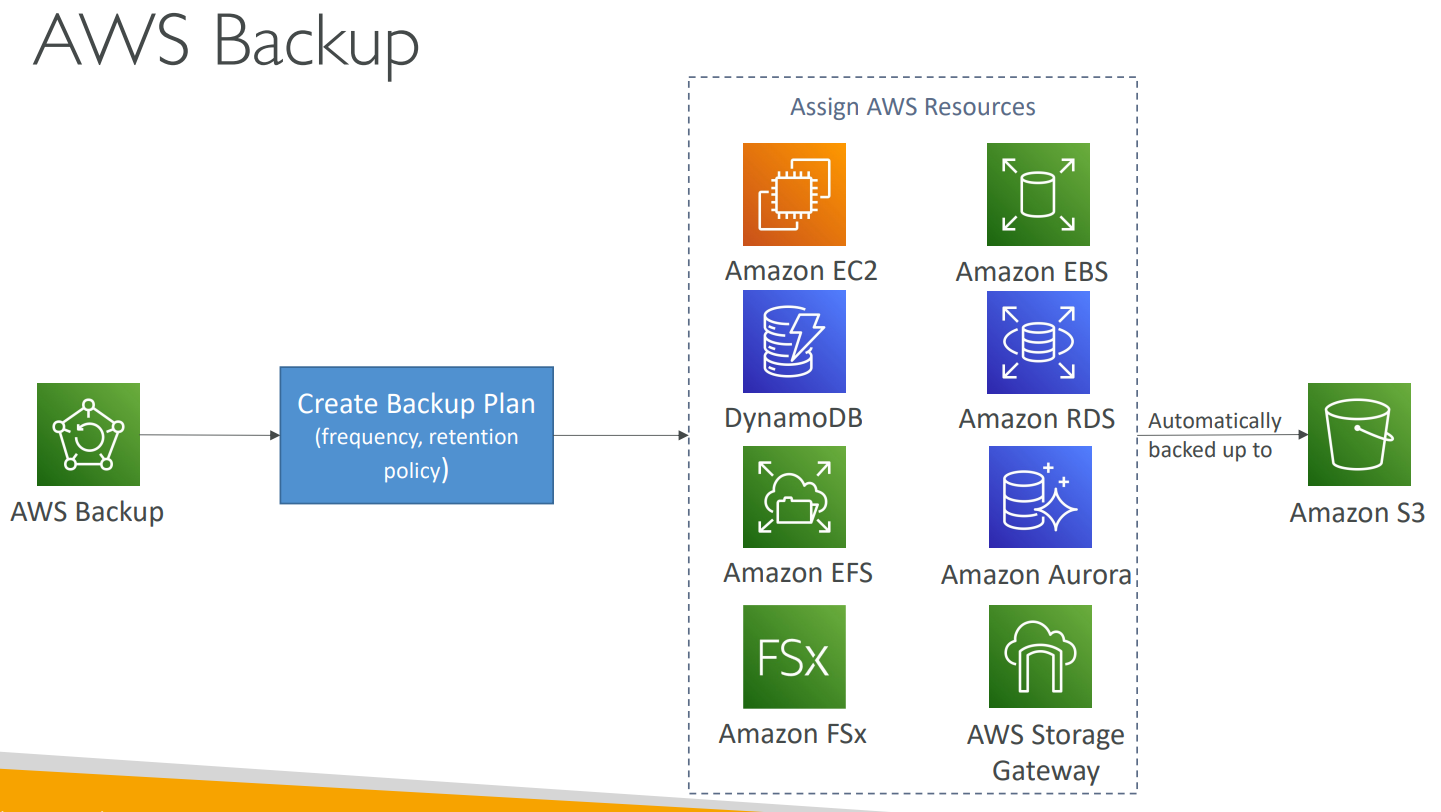 AWS Backup
Assign AWS Resources
Amazon EC2
Amazon EBS
DynamoDB
Amazon RDS
Create Backup Plan
(frequency, retention
policy)
AWS Backup
Automatically
backed up to
Amazon S3
Amazon EFS
Amazon Aurora
FSx
Amazon FSx
AWS Storage
Gateway